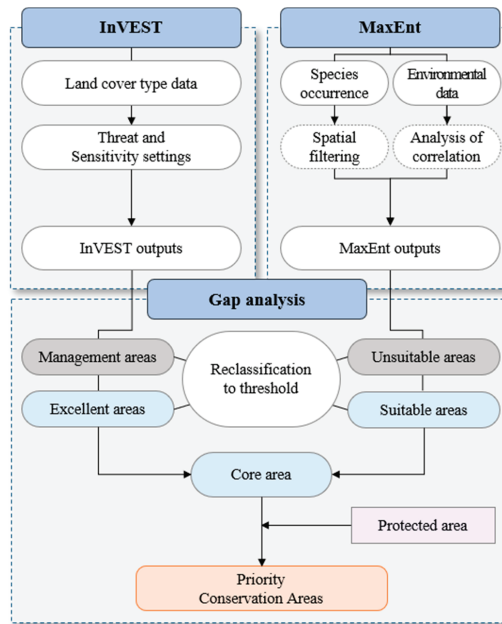 InVEST
Land cover type data
Threat and
Sensitivity settings
InVEST outputs
MaxEnt
Species
occurrence
Environmental
data
Spatial
filtering
Analysis of
correlation
MaxEnt outputs
Gap analysis
Management areas
Excellent areas
Reclassification
to threshold
Unsuitable areas
Suitable areas
Core area
Protected area
Priority
Conservation Areas